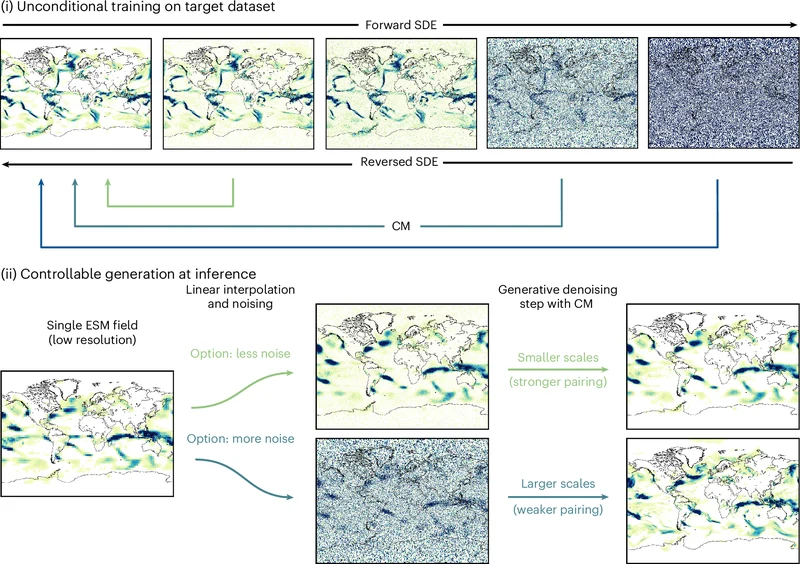 (i) Unconditional training on target dataset
Forward SDE
Reversed SDE
CM
(ii) Controllable generation at inference
Single ESM field
(low resolution)
Linear interpolation
and noising
Option: less noise
Option: more noise
Generative denoising
step with CM
Smaller scales
(stronger pairing)
Larger scales
(weaker pairing)